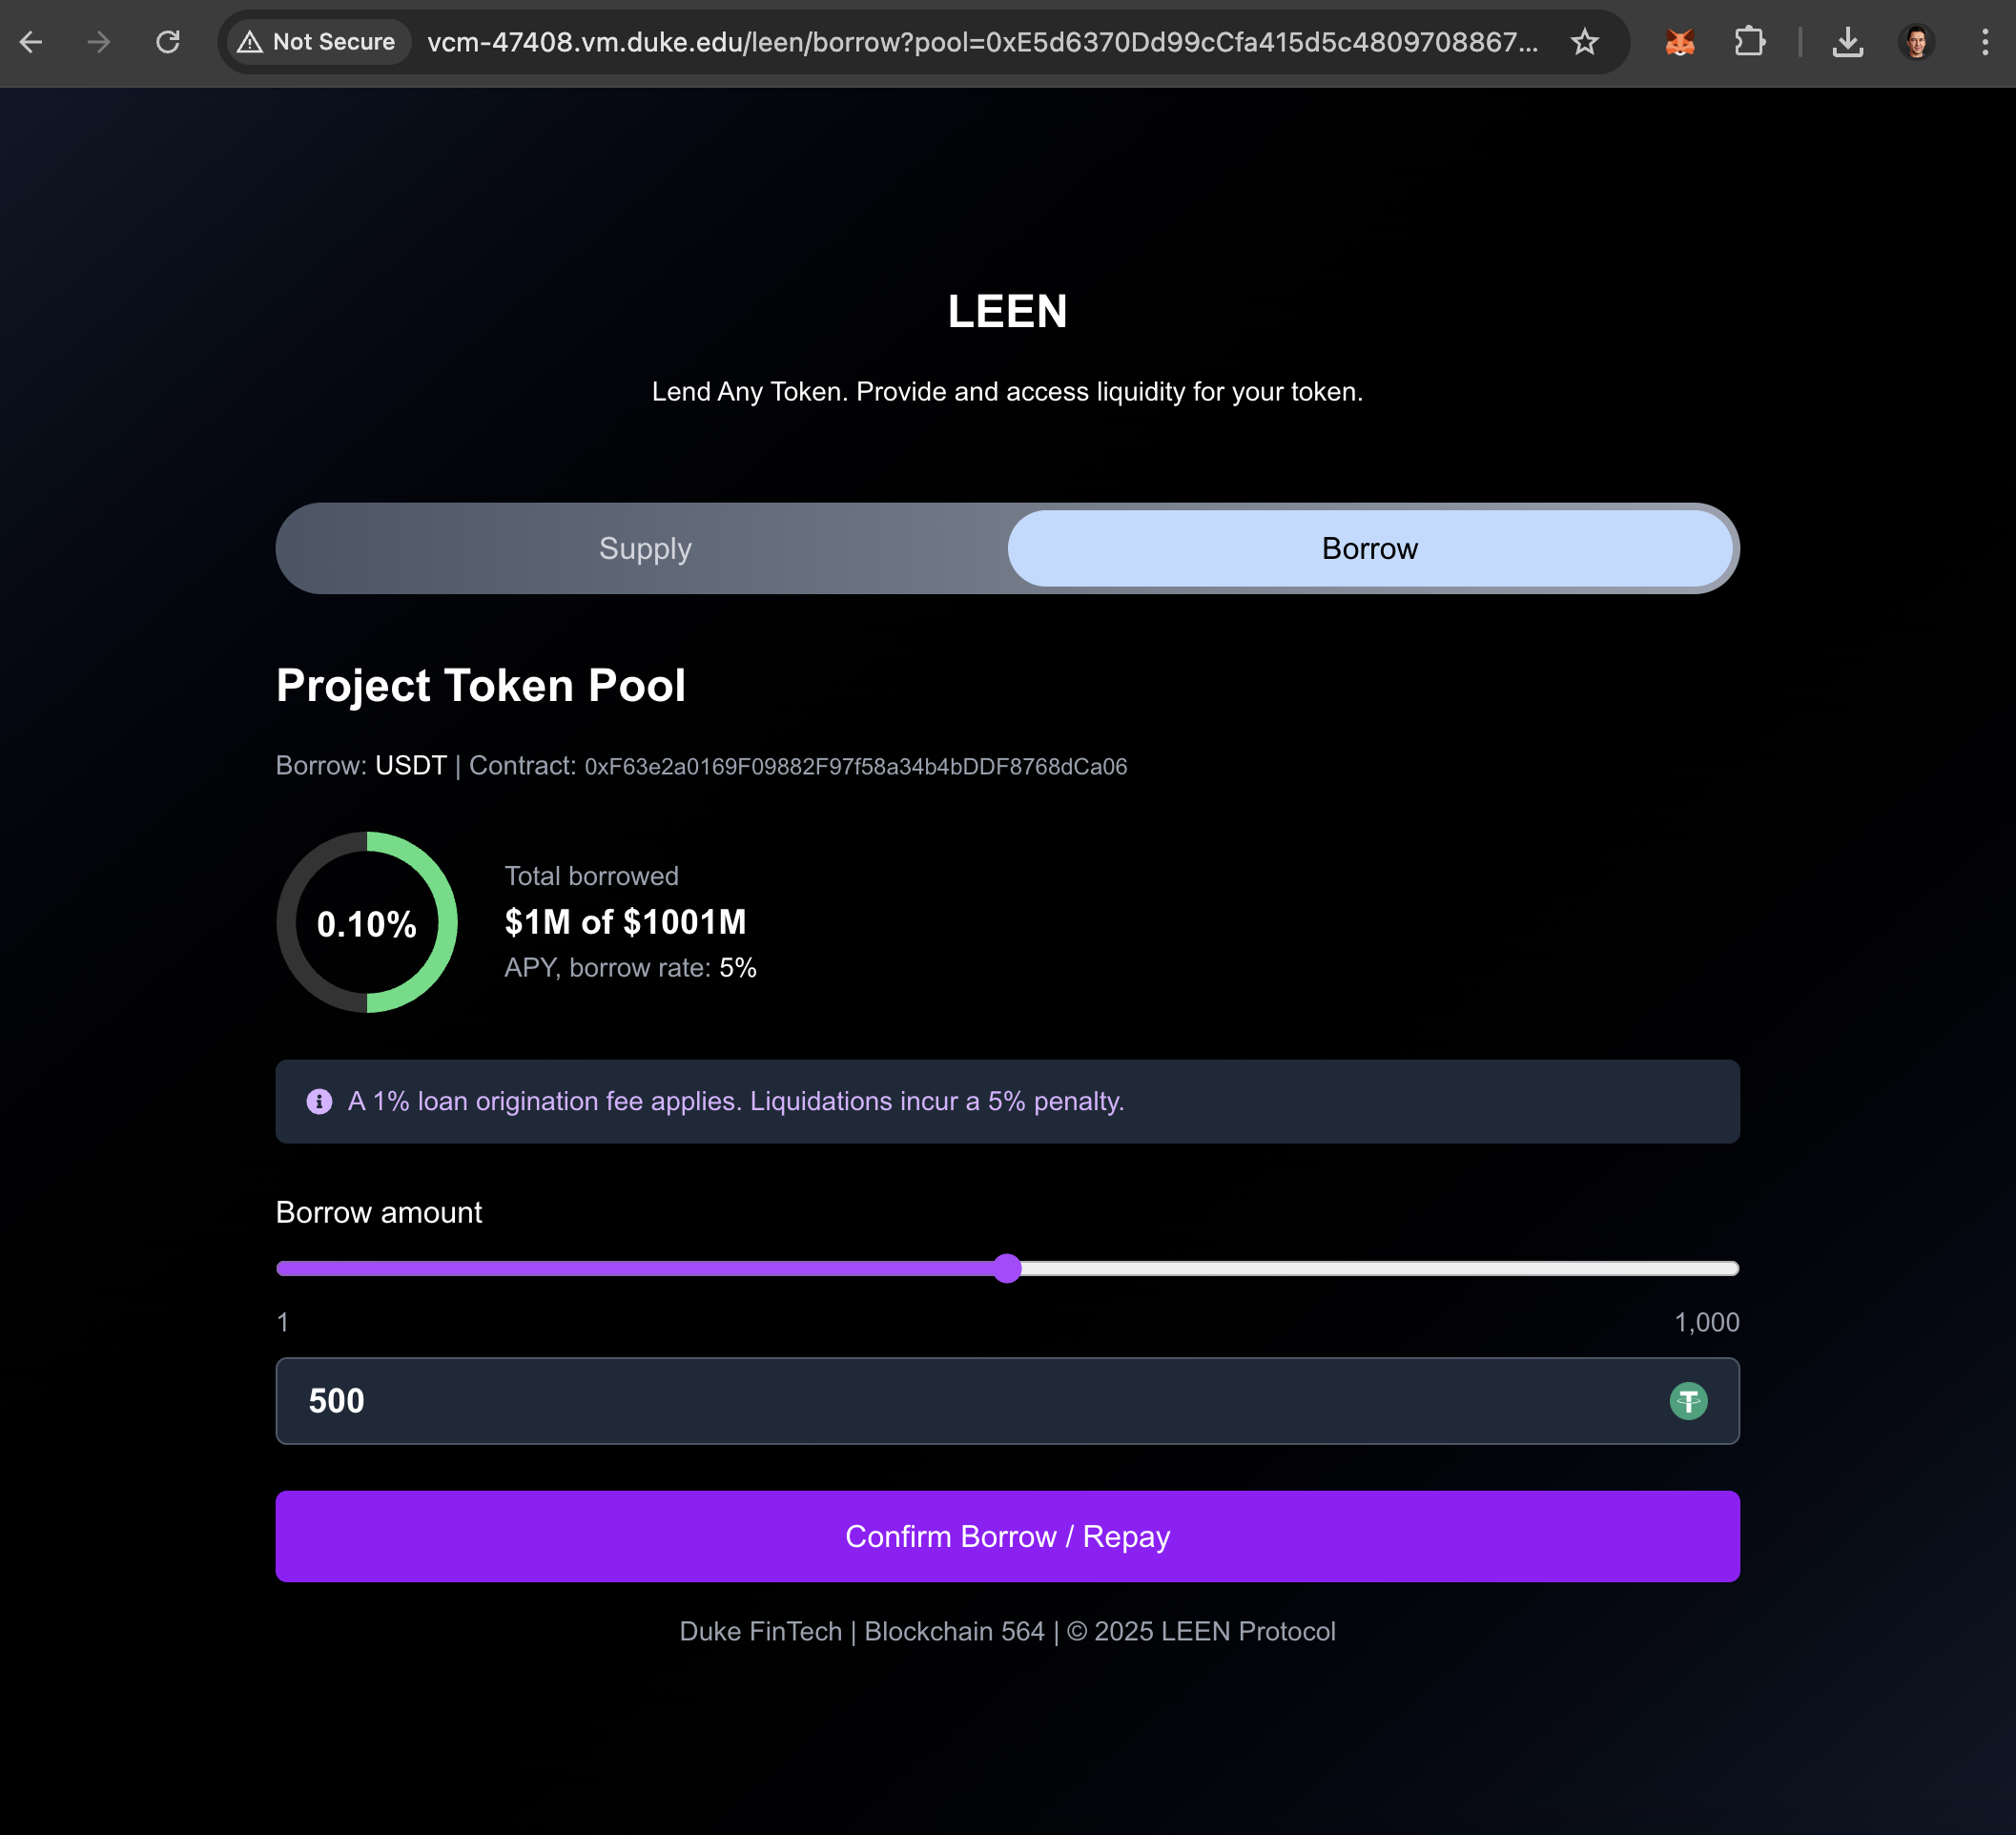 Not Secure
vcm-47408.vm.duke.edu/leen/borrow?pool=0xE5d6370Dd99cCfa415d5c4809708867...
LEEN
Lend Any Token. Provide and access liquidity for your token.
Supply
Borrow
Project Token Pool
Borrow: USDT | Contract: 0xF63e2a0169F09882F97f58a34b4bDDF8768dCa06
0.10%
Total borrowed
$1M of $1001M
APY, borrow rate: 5%
A 1% loan origination fee applies. Liquidations incur a 5% penalty.
Borrow amount
1
1,000
500
Confirm Borrow / Repay
Duke FinTech | Blockchain 564 | © 2025 LEEN Protocol